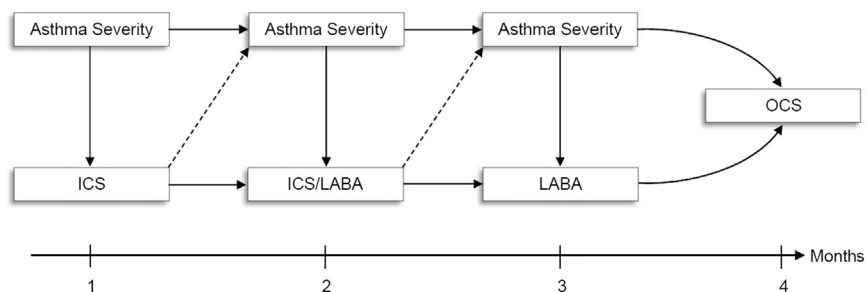 Asthma Severity
Asthma Severity
Asthma Severity
OCS
ICS
ICS/LABA
LABA
Months
1
2
3
4